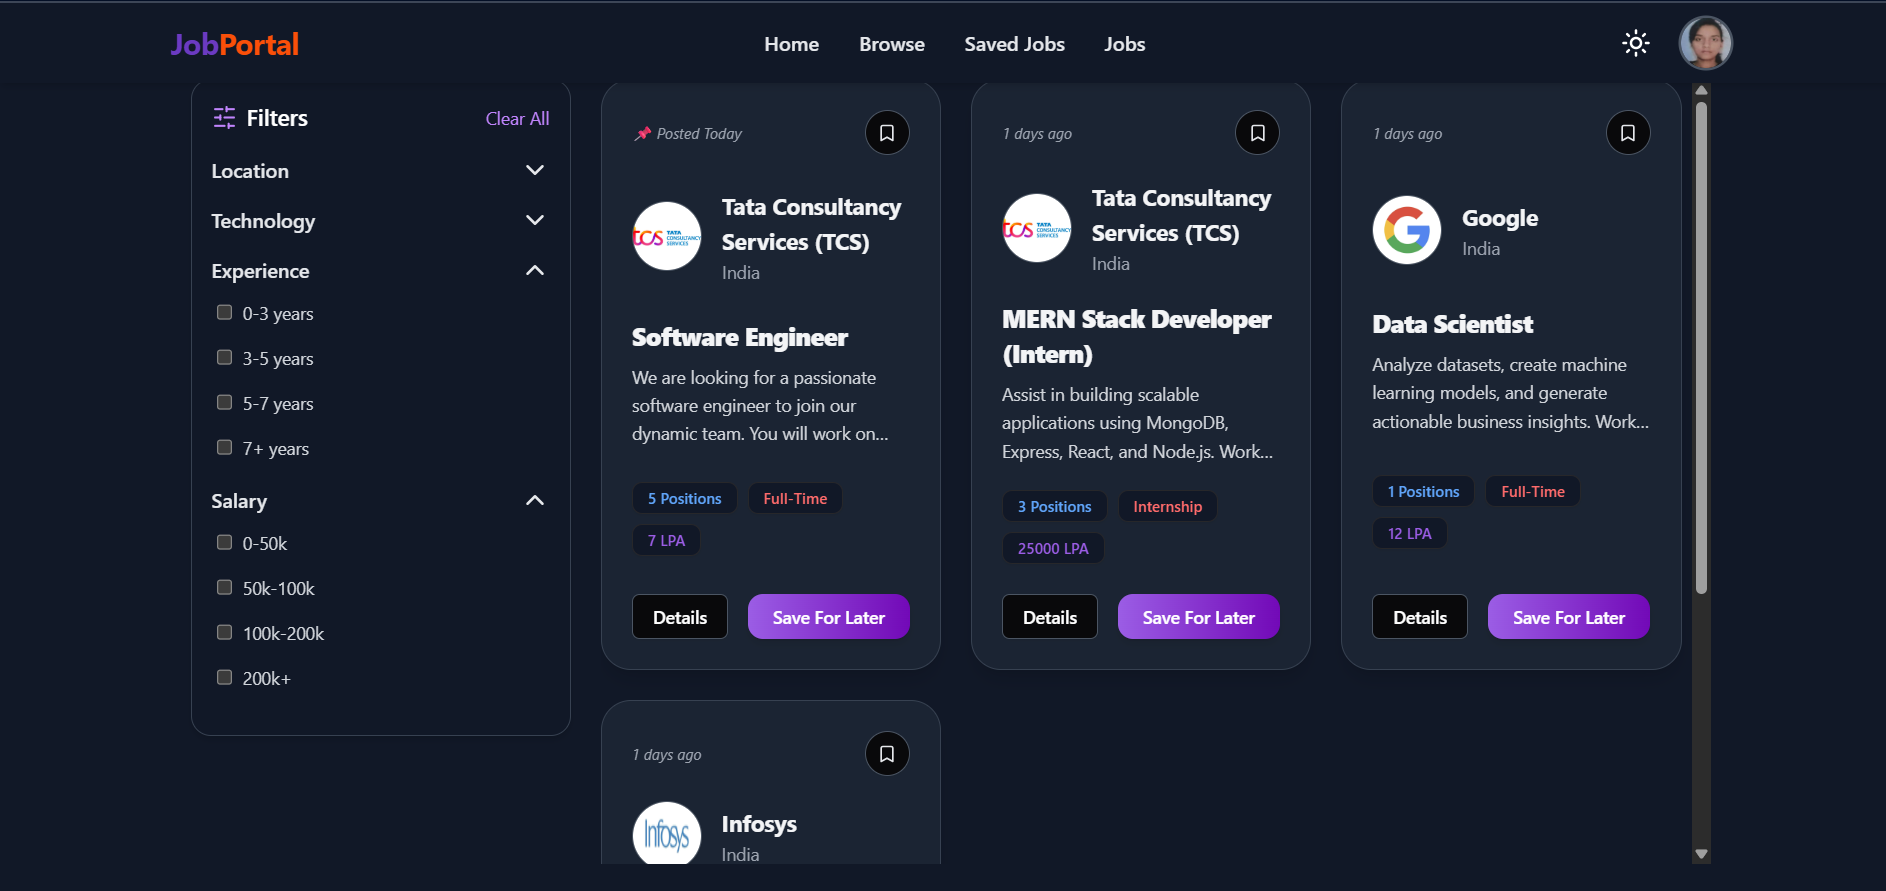 JobPortal
Home
Browse
Saved Jobs
Jobs
Filters
Clear All
Location
Technology
Experience
0-3 years
3-5 years
5-7 years
7+ years
Salary
0-50k
50k-100k
100k-200k
200k+
Posted Today
tcs TATA
CONSULTANCY
SERVICES
Tata Consultancy
Services (TCS)
India
Software Engineer
We are looking for a passionate
software engineer to join our
dynamic team. You will work on...
5 Positions
Full-Time
7 LPA
Details
Save For Later
1 days ago
tcs TATA
CONSULTANCY
SERVICES
Tata Consultancy
Services (TCS)
India
MERN Stack Developer
(Intern)
Assist in building scalable
applications using MongoDB,
Express, React, and Node.js. Work...
3 Positions
Internship
25000 LPA
Details
Save For Later
1 days ago
G
Google
India
Data Scientist
Analyze datasets, create machine
learning models, and generate
actionable business insights. Work...
1 Positions
Full-Time
12 LPA
Details
Save For Later
1 days ago
Infosys
Infosys
India